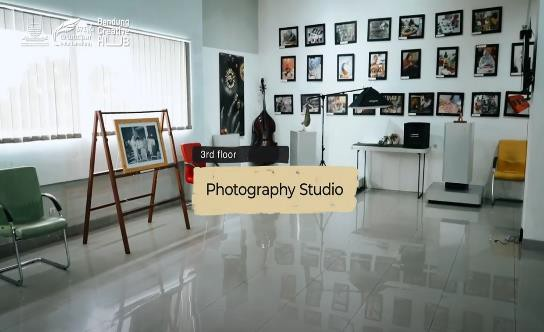 Bandung
Creative
HUB
3rd floor
Photography Studio